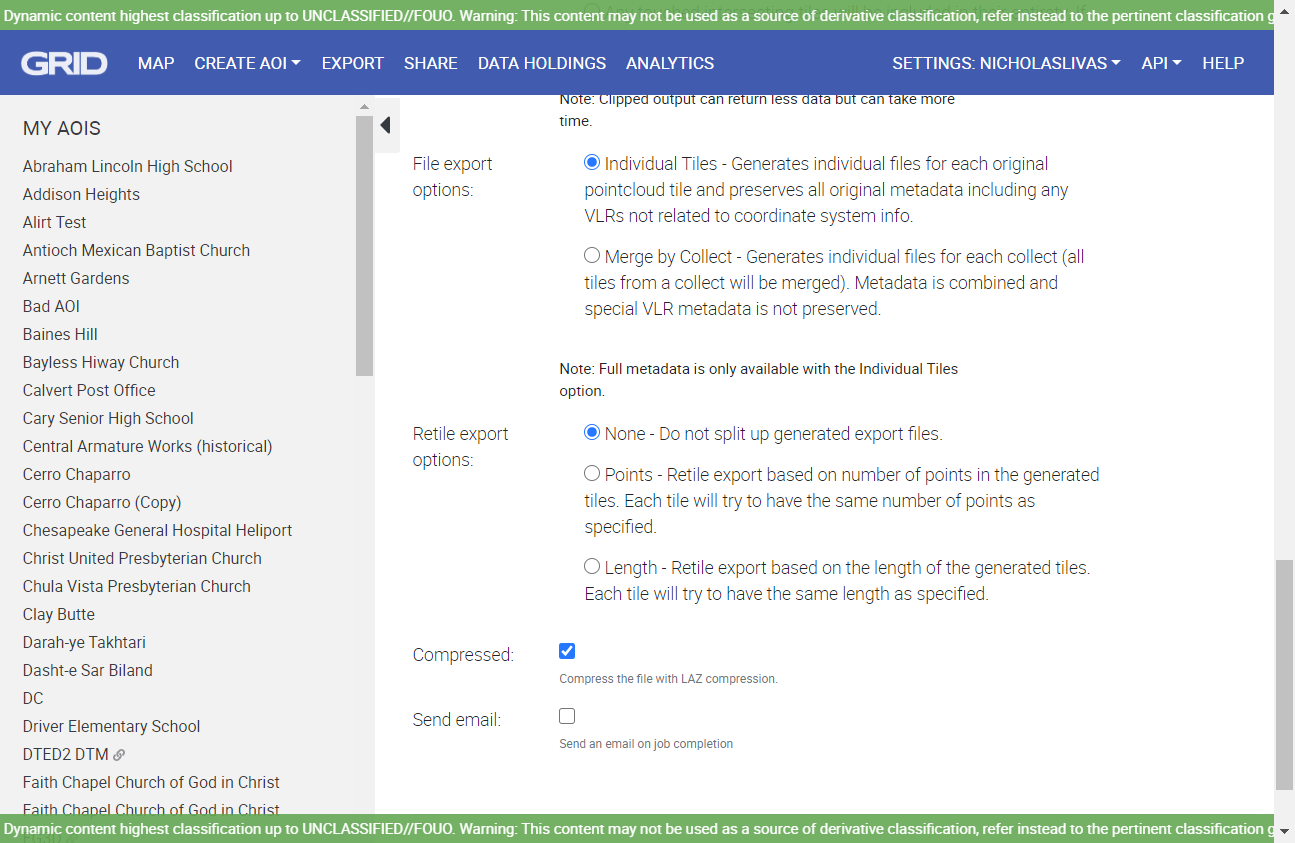 Dynamic content highest classification up to UNCLASSIFIED//FOUO. Warning: This content may not be used as a source of derivative classification, refer instead to the pertinent classification g
GRID
MAP
CREATE AOI
EXPORT
SHARE
DATA HOLDINGS
ANALYTICS
SETTINGS: NICHOLASLIVAS
API
HELP
MY AOIS
Abraham Lincoln High School
Addison Heights
Alirt Test
Antioch Mexican Baptist Church
Arnett Gardens
Bad AOI
Baines Hill
Bayless Hiway Church
Calvert Post Office
Cary Senior High School
Central Armature Works (historical)
Cerro Chaparro
Cerro Chaparro (Copy)
Chesapeake General Hospital Heliport
Christ United Presbyterian Church
Chula Vista Presbyterian Church
Clay Butte
Darah-ye Takhtari
Dasht-e Sar Biland
DC
Driver Elementary School
DTED2 DTM
Faith Chapel Church of God in Christ
Faith Chapel Church of God in Christ
Note: Clipped output can return less data but can take more
time.
File export
options:
Individual Tiles - Generates individual files for each original
pointcloud tile and preserves all original metadata including any
VLRs not related to coordinate system info.
Merge by Collect - Generates individual files for each collect (all
tiles from a collect will be merged). Metadata is combined and
special VLR metadata is not preserved.
Note: Full metadata is only available with the Individual Tiles
option.
Retile export
options:
None - Do not split up generated export files.
Points - Retile export based on number of points in the generated
tiles. Each tile will try to have the same number of points as
specified.
Length - Retile export based on the length of the generated tiles.
Each tile will try to have the same length as specified.
Compressed:
Compress the file with LAZ compression.
Send email:
Send an email on job completion
Dynamic content highest classification up to UNCLASSIFIED//FOUO. Warning: This content may not be used as a source of derivative classification, refer instead to the pertinent classification g